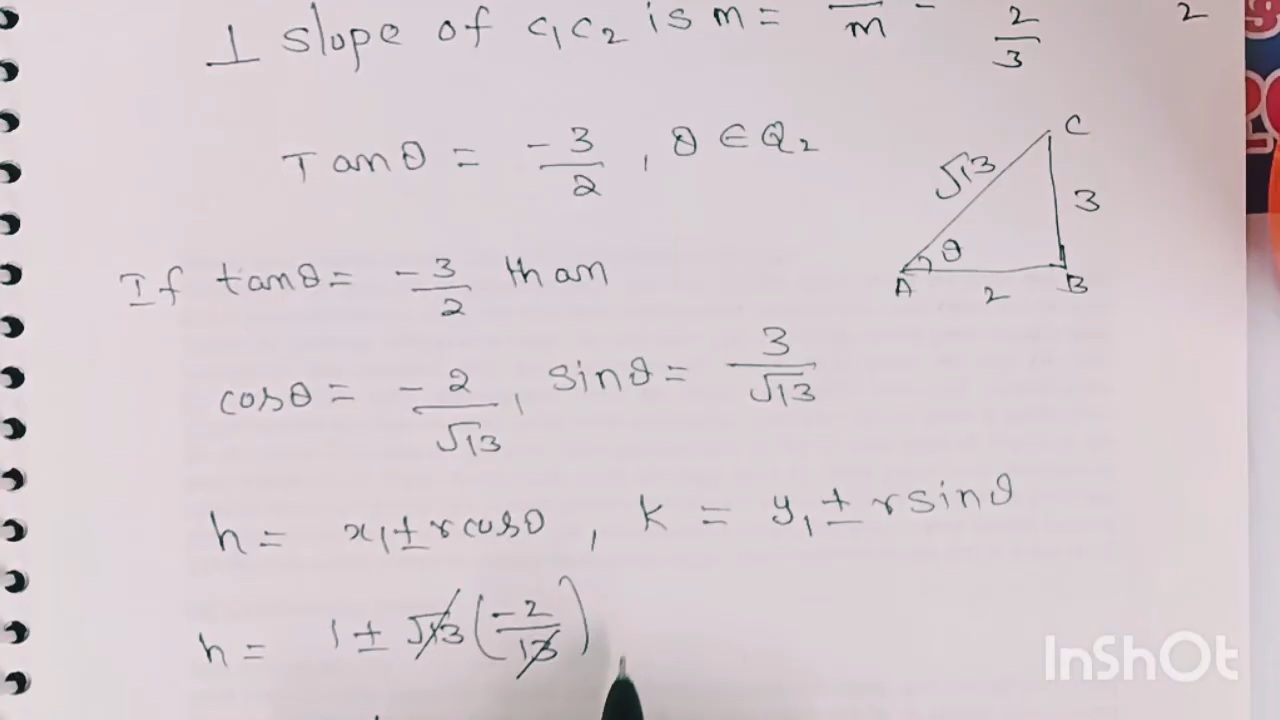 ⊥ slope of C₁C₂ is m = /m - 2/3 2
Tanθ = -3/2, θ ∈ Q₂
C
√13
3
θ
A
2
B
If tanθ = -3/2 than
cosθ = -2/√13, sinθ = 3/√13
h = x₁ ± r cosθ, k = y₁ ± r sinθ
h = 1 ± √13 (-2/13)
InShOt